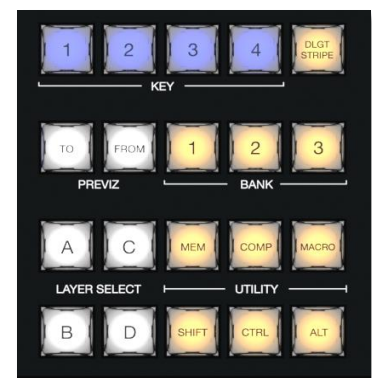 1 2 3 4 DLGT
STRIPE
KEY
TO FROM 1 2 3
PREVIZ BANK
A C MEM COMP MACRO
LAYER SELECT UTILITY
B D SHIFT CTRL ALT